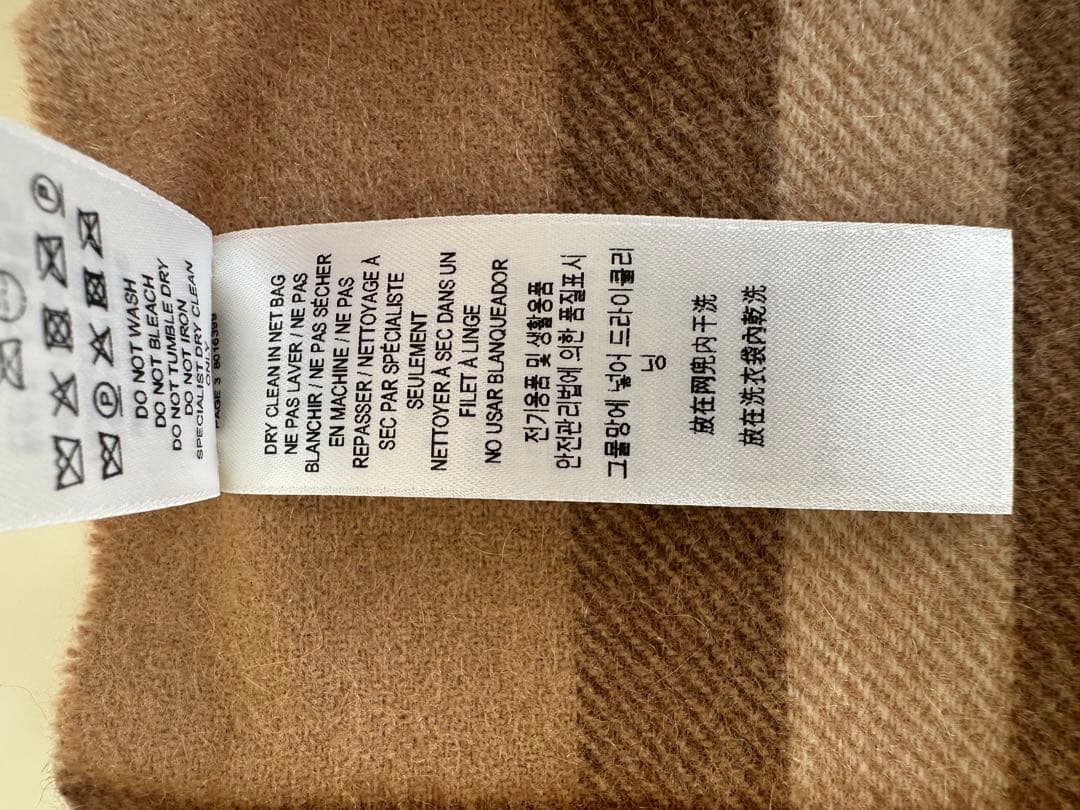 DO NOT WASH
DO NOT BLEACH
DO NOT TUMBLE DRY
DO NOT IRON
SPECIALIST DRY CLEAN
ONLY
PAGE 3 8016399
DRY CLEAN IN NET BAG
NE PAS LAVER / NE PAS
BLANCHIR / NE PAS SÉCHER
EN MACHINE / NE PAS
REPASSER / NETTOYAGE À
SEC PAR SPÉCIALISTE
SEULEMENT
NETTOYER À SEC DANS UN
FILET À LINGE
NO USAR BLANQUEADOR
전기용품 및 생활용품
안전관리법에 의한 품질표시
그물망에 넣어 드라이클리
닝
放在网兜内干洗
放在洗衣袋內乾洗